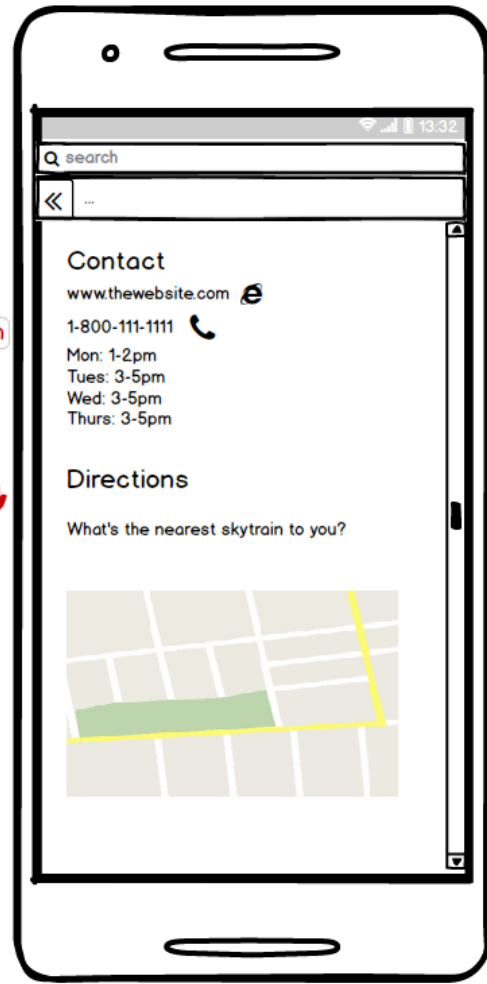 13:32
search
...
Contact
www.thewebsite.com
1-800-111-1111
Mon: 1-2pm
Tues: 3-5pm
Wed: 3-5pm
Thurs: 3-5pm
Directions
What's the nearest skytrain to you?